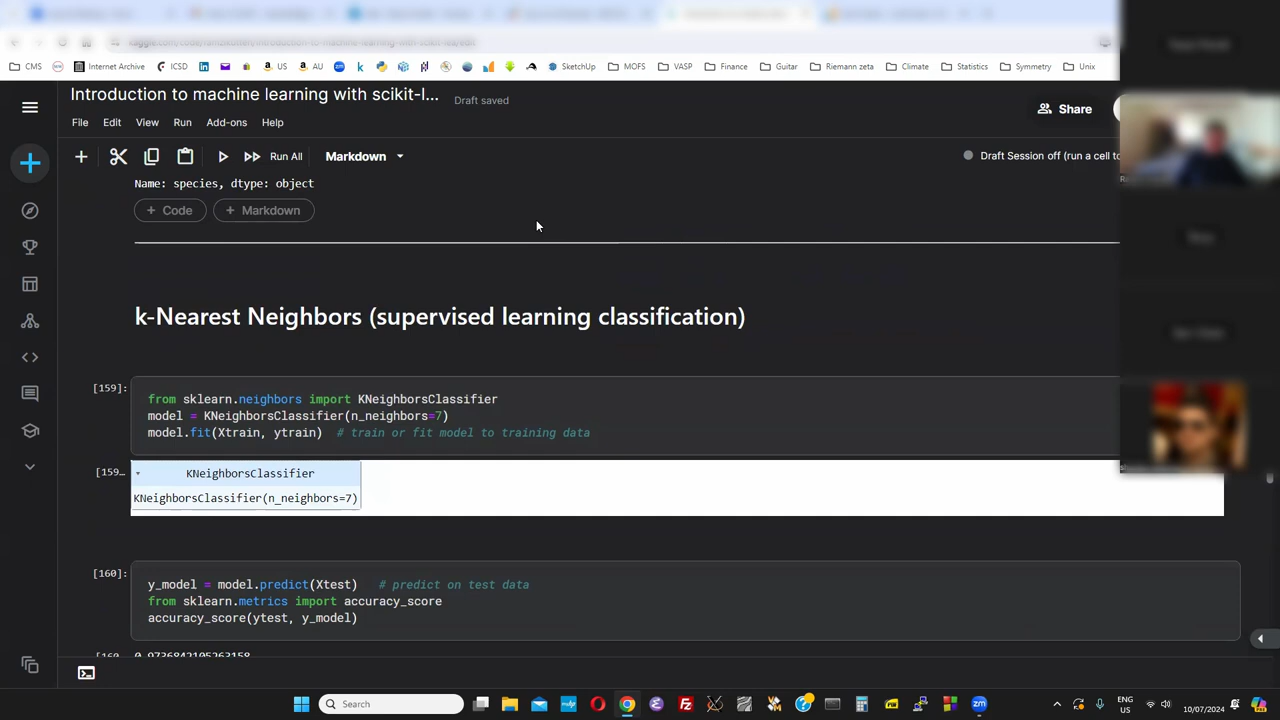 CMS
Internet Archive
ICSD
US
AU
SketchUp
MOFS
VASP
Finance
Guitar
Riemann zeta
Climate
Statistics
Symmetry
Unix
Introduction to machine learning with scikit-l...
Draft saved
Share
File Edit View Run Add-ons Help
Run All
Markdown
Draft Session off (run a cell to
Name: species, dtype: object
+ Code
+ Markdown
k-Nearest Neighbors (supervised learning classification)
[159]:
from sklearn.neighbors import KNeighborsClassifier
model = KNeighborsClassifier(n_neighbors=7)
model.fit(Xtrain, ytrain) # train or fit model to training data
[159...
KNeighborsClassifier
KNeighborsClassifier(n_neighbors=7)
[160]:
y_model = model.predict(Xtest) # predict on test data
from sklearn.metrics import accuracy_score
accuracy_score(ytest, y_model)
0.9736842105263158
Search
ENG
US
10/07/2024